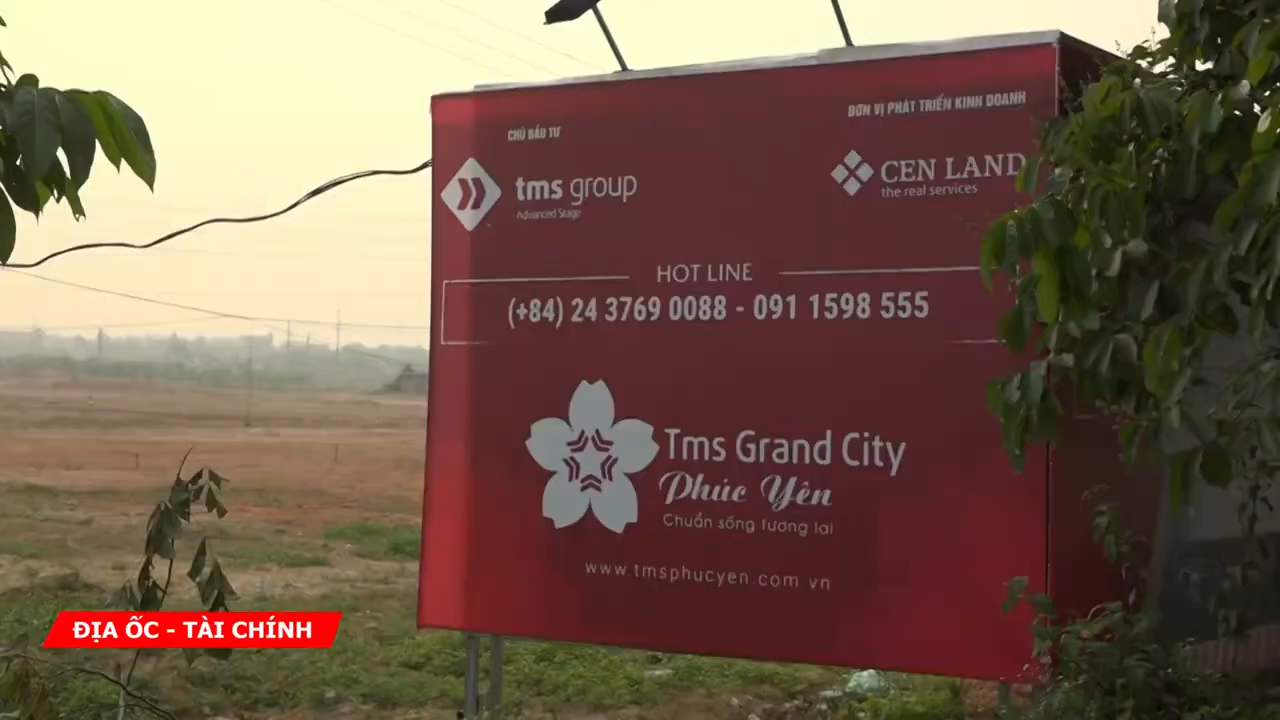 CHỦ ĐẦU TƯ
tms group
Advanced Stage
ĐƠN VỊ PHÁT TRIỂN KINH DOANH
CEN LAND
the real services
HOT LINE
(+84) 24 3769 0088 - 091 1598 555
Tms Grand City
Phúc Yên
Chuẩn sống tương lai
www.tmsphucyen.com.vn
ĐỊA ỐC - TÀI CHÍNH